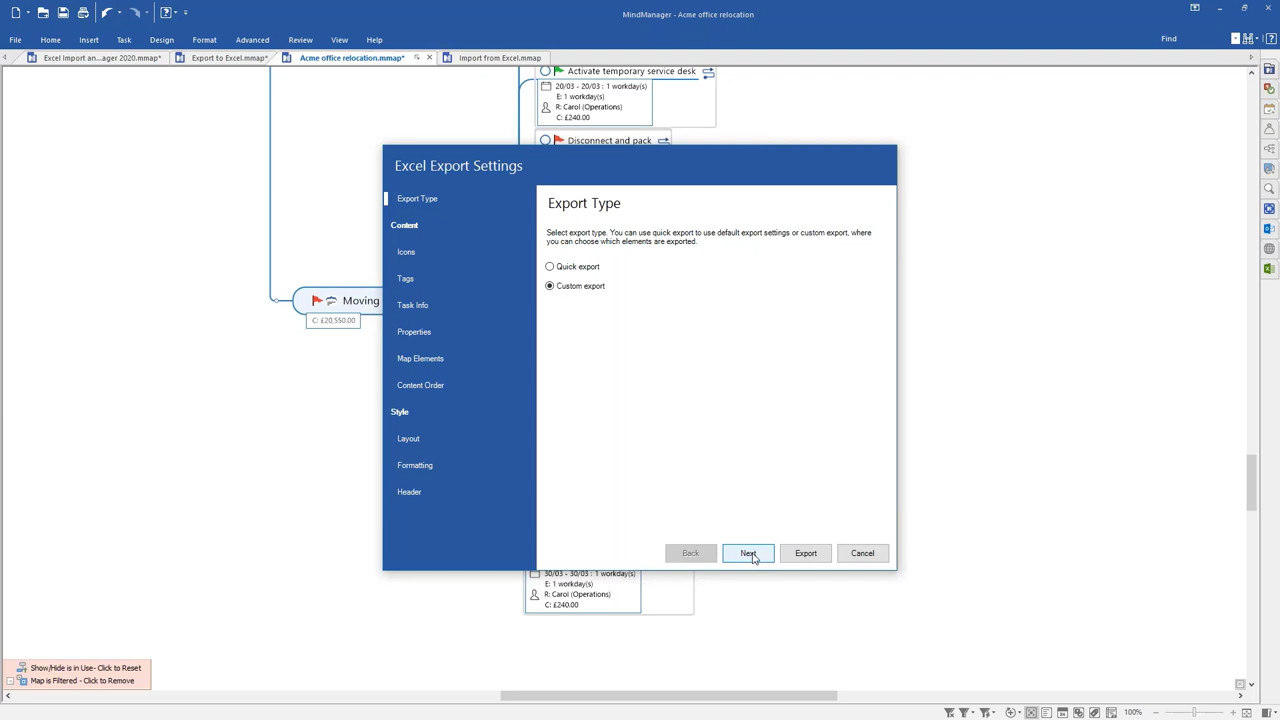 MindManager - Acme office relocation
File Home Insert Task Design Format Advanced Review View Help
Find
Excel Import an...ager 2020.mmap* Export to Excel.mmap* Acme office relocation.mmap* Import from Excel.mmap
Activate temporary service desk
20/03 - 20/03 : 1 workday(s)
E: 1 workday(s)
R: Carol (Operations)
C: £240.00
Disconnect and pack
Moving
C: £20,550.00
Excel Export Settings
Export Type
Content
Icons
Tags
Task Info
Properties
Map Elements
Content Order
Style
Layout
Formatting
Header
Export Type
Select export type. You can use quick export to use default export settings or custom export, where
you can choose which elements are exported.
Quick export
Custom export
Back Next Export Cancel
30/03 - 30/03 : 1 workday(s)
E: 1 workday(s)
R: Carol (Operations)
C: £240.00
Show/Hide is in Use- Click to Reset
Map is Filtered - Click to Remove
100%